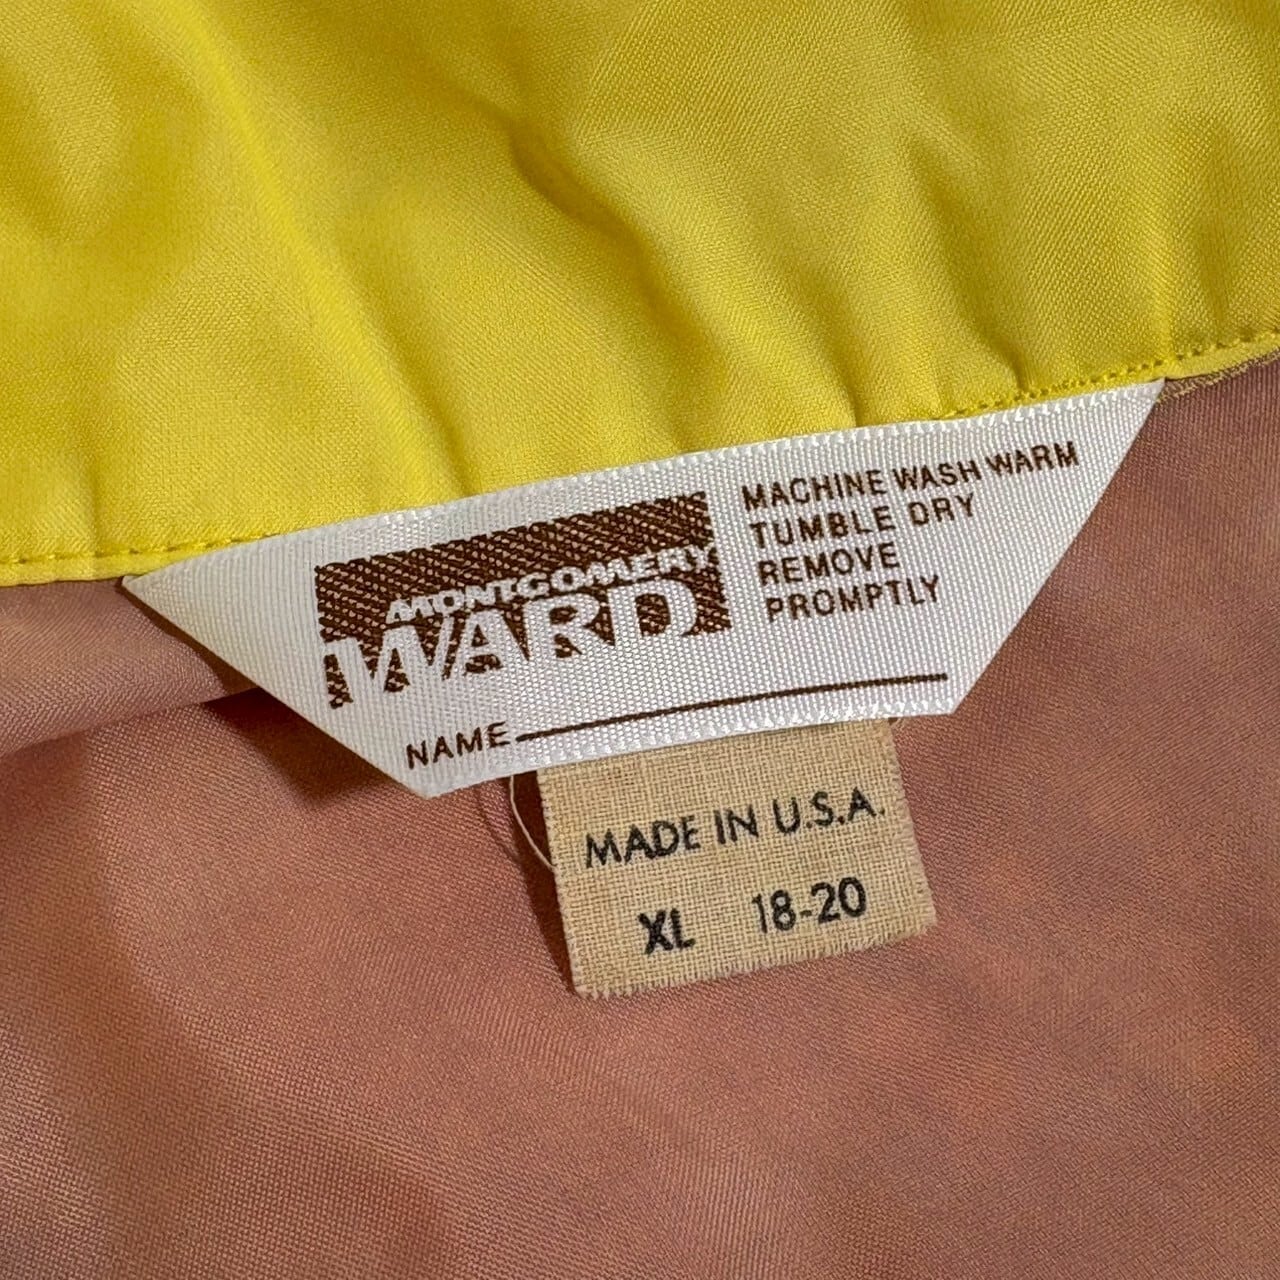 MONTGOMERY
WARD
MACHINE WASH WARM
TUMBLE DRY
REMOVE
PROMPTLY
NAME
MADE IN U.S.A.
XL 18-20